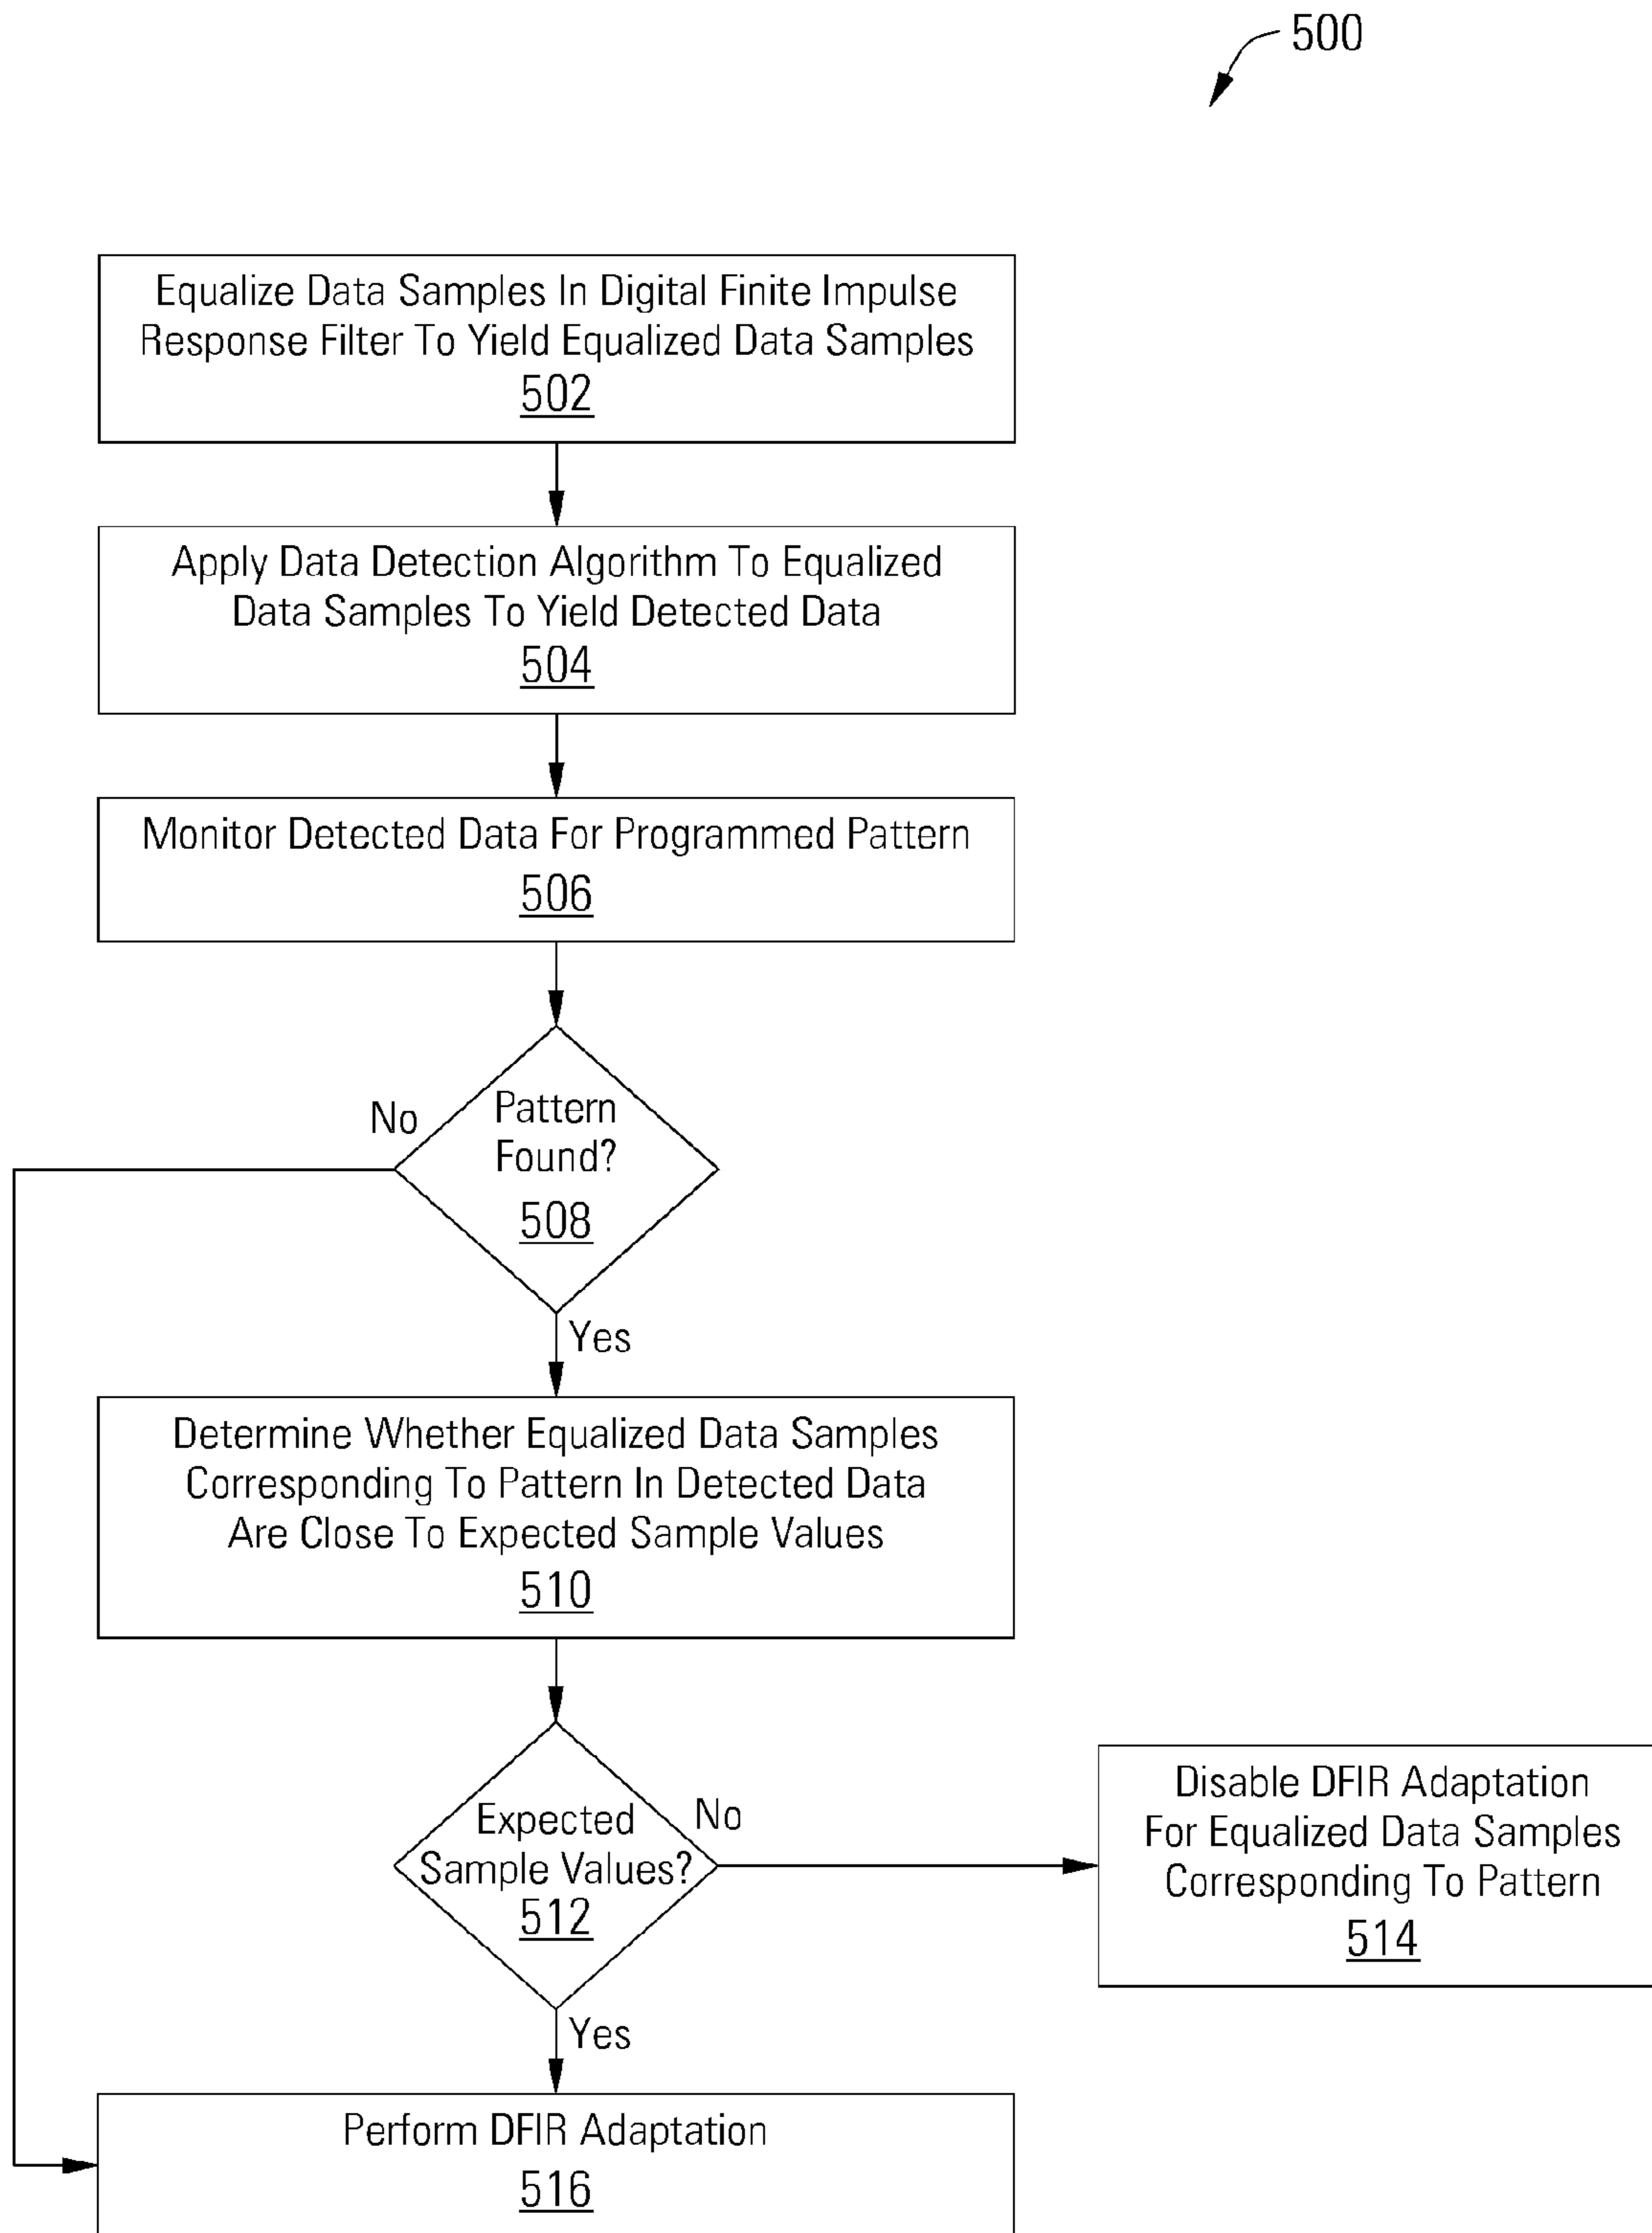 500
Equalize Data Samples In Digital Finite Impulse
Response Filter To Yield Equalized Data Samples
502
Apply Data Detection Algorithm To Equalized
Data Samples To Yield Detected Data
504
Monitor Detected Data For Programmed Pattern
506
Pattern
Found?
508
No
Yes
Determine Whether Equalized Data Samples
Corresponding To Pattern In Detected Data
Are Close To Expected Sample Values
510
Expected
Sample Values?
512
No
Yes
Disable DFIR Adaptation
For Equalized Data Samples
Corresponding To Pattern
514
Perform DFIR Adaptation
516